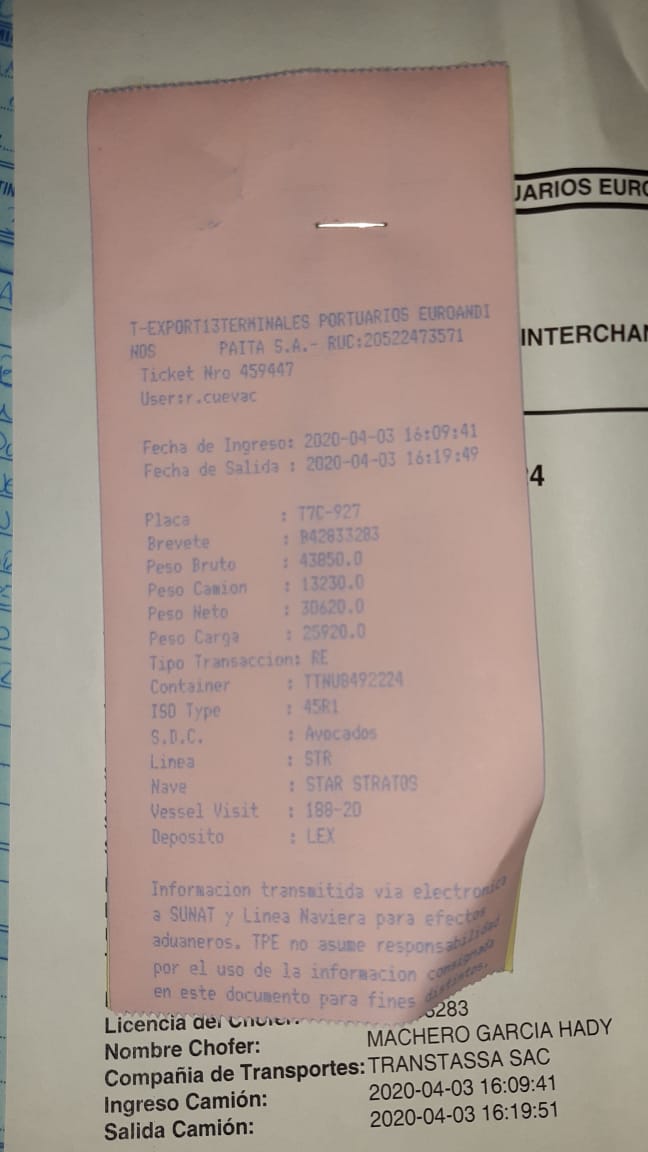 JARIOS EURO
INTERCHAN
4
T-EXPORT13TERMINALES PORTUARIOS EUROANDI
NOS PAITA S.A.- RUC:20522473571
Ticket Nro 459447
User:r.cuevac
Fecha de Ingreso: 2020-04-03 16:09:41
Fecha de Salida : 2020-04-03 16:19:49
Placa : T7C-927
Brevete : B42833283
Peso Bruto : 43850.0
Peso Camion : 13230.0
Peso Neto : 30620.0
Peso Carga : 25920.0
Tipo Transaccion: RE
Container : TTNU8492224
ISO Type : 45R1
S.D.C. : Avocados
Linea : STR
Nave : STAR STRATOS
Vessel Visit : 188-20
Deposito : LEX
Informacion transmitida via electronica
a SUNAT y Linea Naviera para efectos
aduaneros. TPE no asume responsabilidad
por el uso de la informacion consignada
en este documento para fines distintos.
Licencia del Chofer: 3283
Nombre Chofer: MACHERO GARCIA HADY
Compañia de Transportes: TRANSTASSA SAC
Ingreso Camión: 2020-04-03 16:09:41
Salida Camión: 2020-04-03 16:19:51